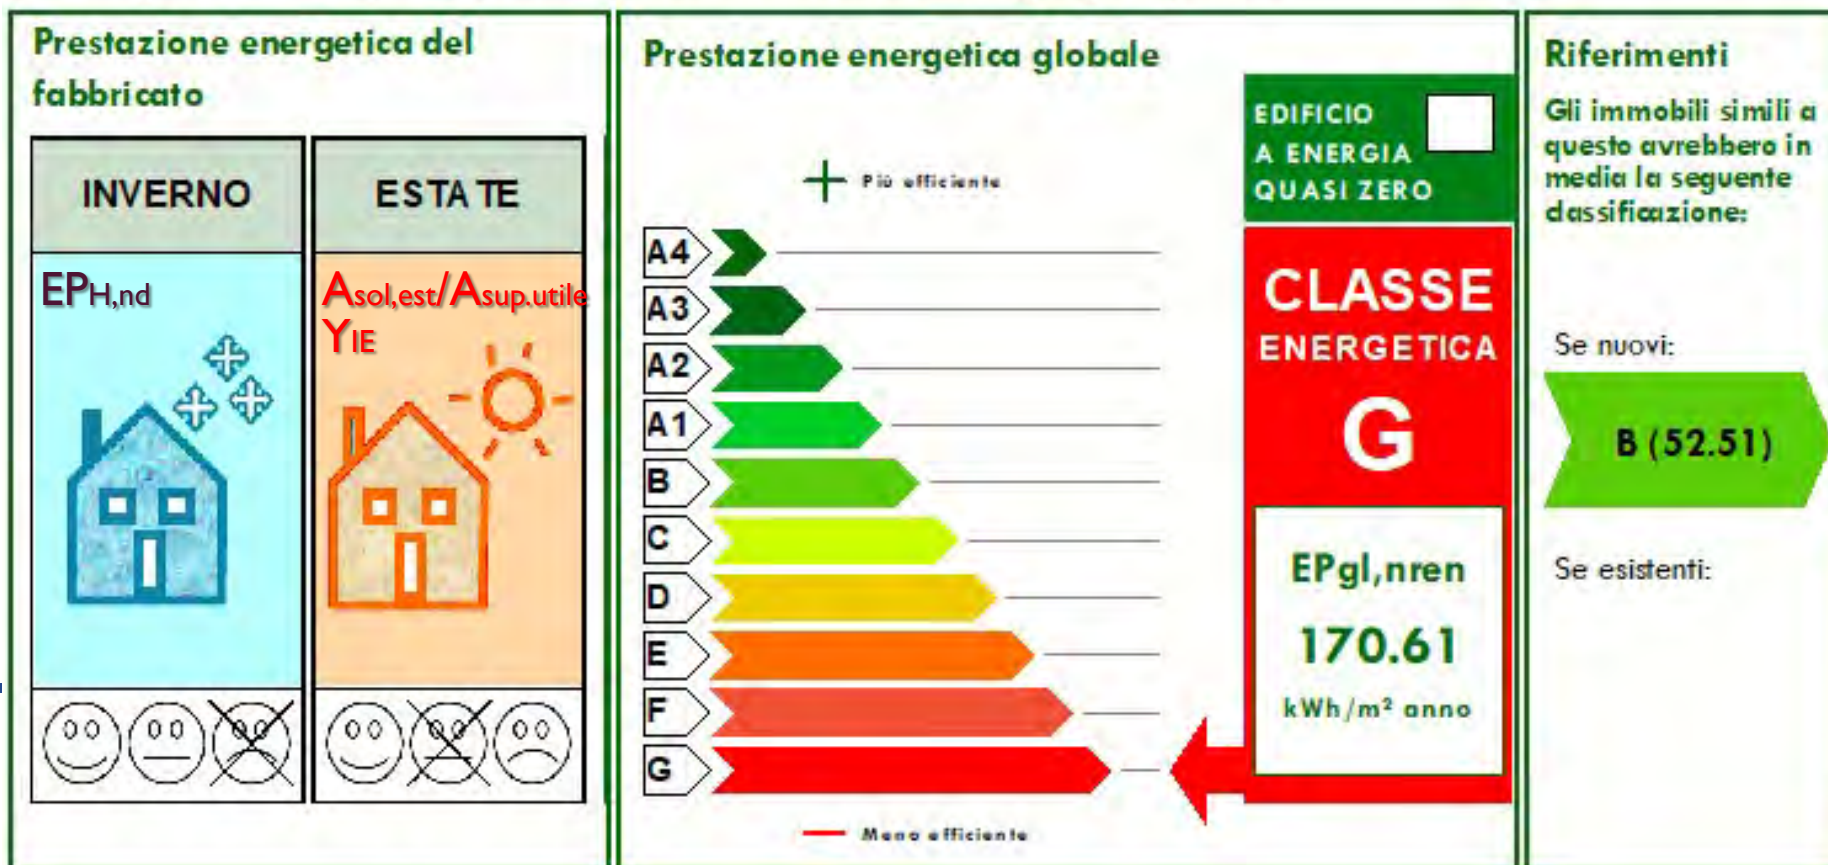 Prestazione energetica del
fabbricato
INVERNO
ESTATE
EPH,nd
Asol,est/Asup.utile
YIE
Prestazione energetica globale
Più efficiente
A4
A3
A2
A1
B
C
D
E
F
G
Meno efficiente
EDIFICIO
A ENERGIA
QUASI ZERO
CLASSE
ENERGETICA
G
EPgl,nren
170.61
kWh/m² anno
Riferimenti
Gli immobili simili a
questo avrebbero in
media la seguente
classificazione:
Se nuovi:
B (52.51)
Se esistenti: